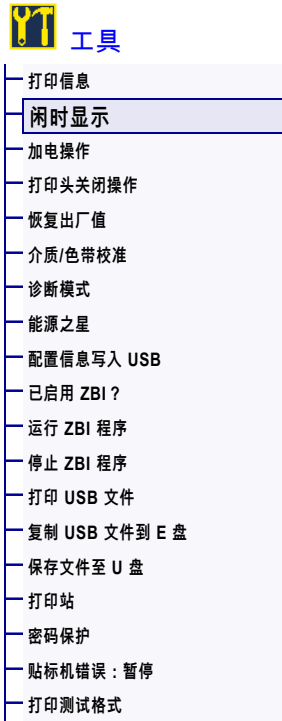 工具
打印信息
闲时显示
加电操作
打印头关闭操作
恢复出厂值
介质/色带校准
诊断模式
能源之星
配置信息写入 USB
已启用 ZBI？
运行 ZBI 程序
停止 ZBI 程序
打印 USB 文件
复制 USB 文件到 E 盘
保存文件至 U 盘
打印站
密码保护
贴标机错误：暂停
打印测试格式